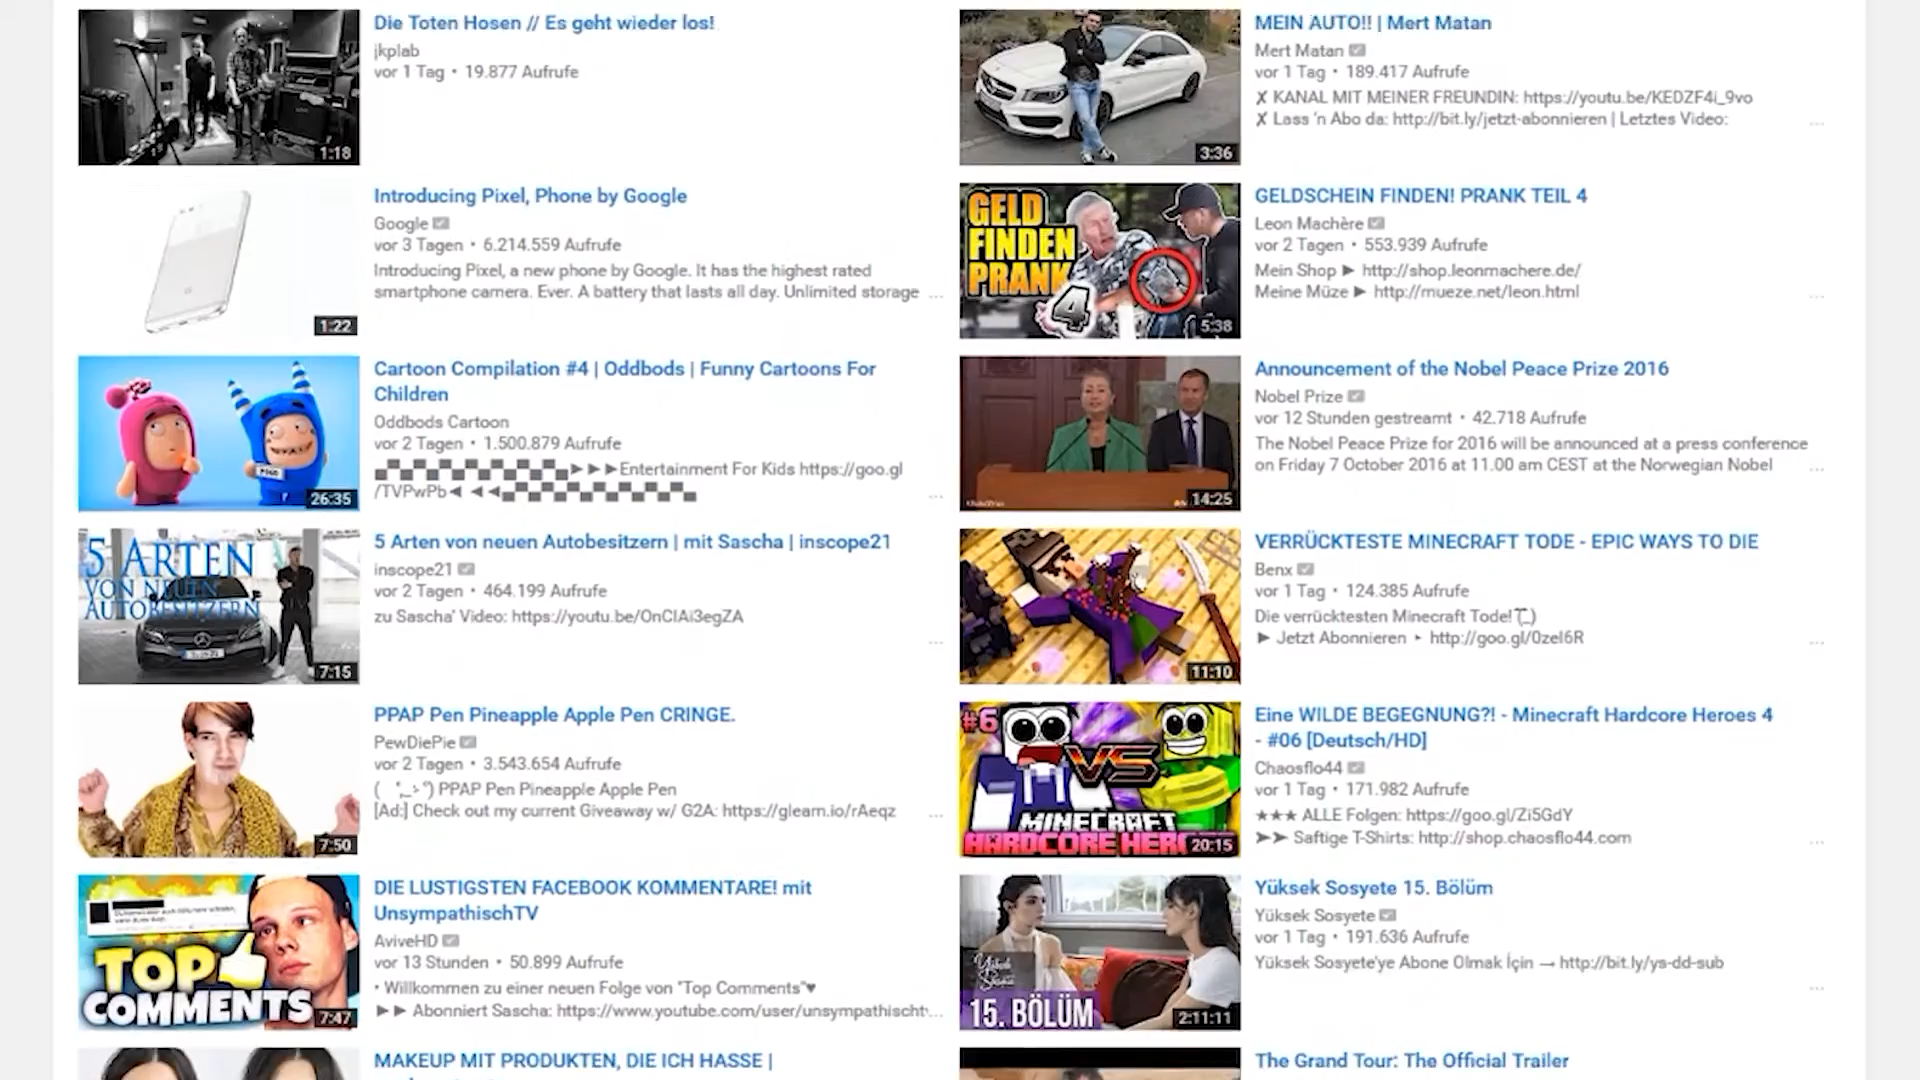 Die Toten Hosen // Es geht wieder los!
jkplab
vor 1 Tag • 19.877 Aufrufe
1:18
MEIN AUTO!! | Mert Matan
Mert Matan
vor 1 Tag • 189.417 Aufrufe
✗ KANAL MIT MEINER FREUNDIN: https://youtu.be/KEDZF4i_9vo
✗ Lass 'n Abo da: http://bit.ly/jetzt-abonnieren | Letztes Video:
...
3:36
Introducing Pixel, Phone by Google
Google
vor 3 Tagen • 6.214.559 Aufrufe
Introducing Pixel, a new phone by Google. It has the highest rated
smartphone camera. Ever. A battery that lasts all day. Unlimited storage ...
1:22
GELD
FINDEN
PRANK
4
5:38
GELDSCHEIN FINDEN! PRANK TEIL 4
Leon Machère
vor 2 Tagen • 553.939 Aufrufe
Mein Shop ► http://shop.leonmachere.de/
Meine Müze ► http://mueze.net/leon.html
...
Cartoon Compilation #4 | Oddbods | Funny Cartoons For
Children
Oddbods Cartoon
vor 2 Tagen • 1.500.879 Aufrufe
►►►Entertainment For Kids https://goo.gl
/TVPwPb◄ ◄◄
...
26:35
Announcement of the Nobel Peace Prize 2016
Nobel Prize
vor 12 Stunden gestreamt • 42.718 Aufrufe
The Nobel Peace Prize for 2016 will be announced at a press conference
on Friday 7 October 2016 at 11.00 am CEST at the Norwegian Nobel
...
14:25
5 ARTEN
VON NEUEN
AUTOBESITZERN
7:15
5 Arten von neuen Autobesitzern | mit Sascha | inscope21
inscope21
vor 2 Tagen • 464.199 Aufrufe
zu Sascha' Video: https://youtu.be/OnClAi3egZA
...
VERRÜCKTESTE MINECRAFT TODE - EPIC WAYS TO DIE
Benx
vor 1 Tag • 124.385 Aufrufe
Die verrücktesten Minecraft Tode!
► Jetzt Abonnieren ‣ http://goo.gl/0zel6R
...
11:10
PPAP Pen Pineapple Apple Pen CRINGE.
PewDiePie
vor 2 Tagen • 3.543.654 Aufrufe
PPAP Pen Pineapple Apple Pen
[Ad:] Check out my current Giveaway w/ G2A: https://gleam.io/rAeqz
...
7:50
#6
VS
MINECRAFT
HARDCORE HER
20:15
Eine WILDE BEGEGNUNG?! - Minecraft Hardcore Heroes 4
- #06 [Deutsch/HD]
Chaosflo44
vor 1 Tag • 171.982 Aufrufe
★★★ ALLE Folgen: https://goo.gl/Zi5GdY
➤➤ Saftige T-Shirts: http://shop.chaosflo44.com
...
TOP
COMMENTS
7:47
DIE LUSTIGSTEN FACEBOOK KOMMENTARE! mit
UnsympathischTV
AviveHD
vor 13 Stunden • 50.899 Aufrufe
• Willkommen zu einer neuen Folge von "Top Comments"♥
►► Abonniert Sascha: https://www.youtube.com/user/unsympathischt...
Yüksek Sosyete
15. BÖLÜM
2:11:11
Yüksek Sosyete 15. Bölüm
Yüksek Sosyete
vor 1 Tag • 191.636 Aufrufe
Yüksek Sosyete'ye Abone Olmak İçin → http://bit.ly/ys-dd-sub
...
MAKEUP MIT PRODUKTEN, DIE ICH HASSE |
The Grand Tour: The Official Trailer